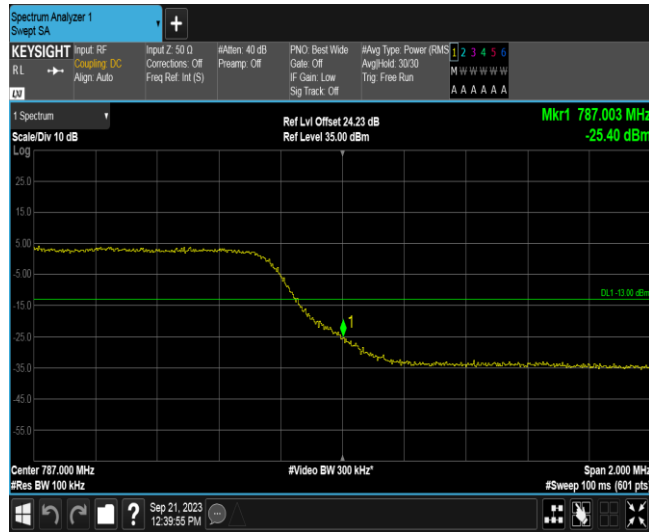 Spectrum Analyzer 1
Swept SA
+
KEYSIGHT
RL
LXI
Input: RF
Coupling: DC
Align: Auto
Input Z: 50 Ω
Corrections: Off
Freq Ref: Int (S)
#Atten: 40 dB
Preamp: Off
PNO: Best Wide
Gate: Off
IF Gain: Low
Sig Track: Off
#Avg Type: Power (RMS
Avg|Hold: 30/30
Trig: Free Run
1 2 3 4 5 6
M W W W W W
A A A A A A
1 Spectrum
Scale/Div 10 dB
Log
Ref Lvl Offset 24.23 dB
Ref Level 35.00 dBm
Mkr1 787.003 MHz
-25.40 dBm
25.0
15.0
5.00
-5.00
-15.0
-25.0
-35.0
-45.0
-55.0
DL1 -13.00 dBm
1
Center 787.000 MHz
#Res BW 100 kHz
#Video BW 300 kHz*
Span 2.000 MHz
#Sweep 100 ms (601 pts)
?
Sep 21, 2023
12:39:55 PM